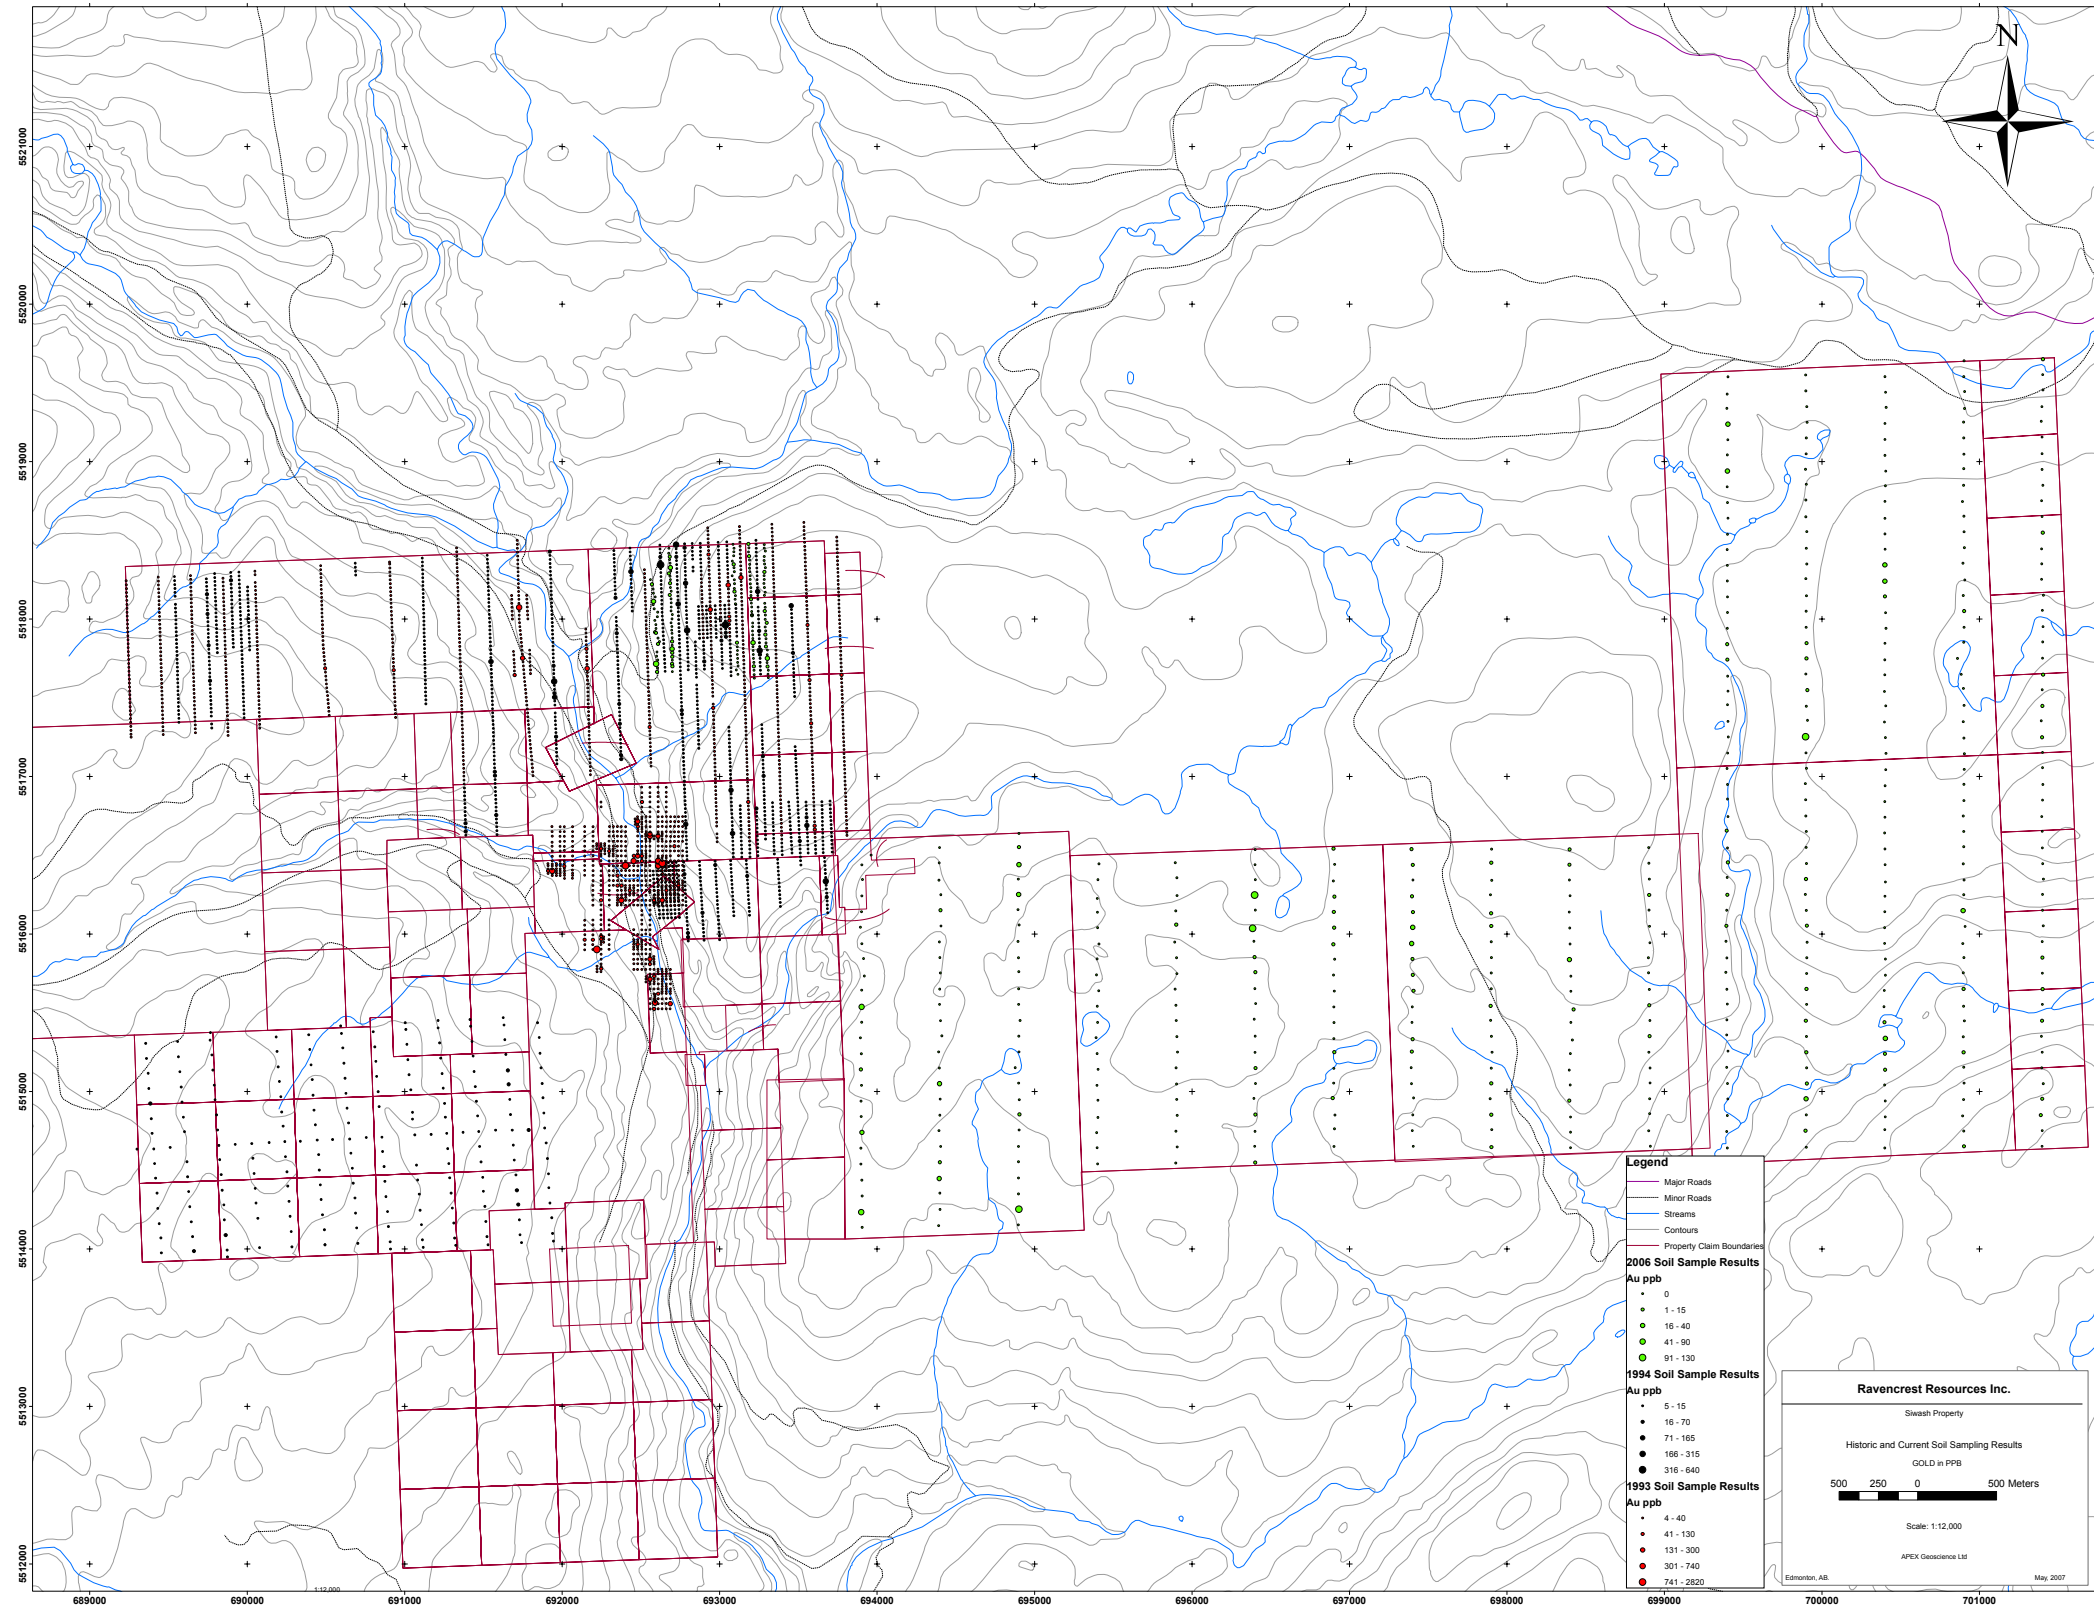 N
5521000
5520000
5519000
5518000
5517000
5516000
5515000
5514000
5513000
5512000
Legend
Major Roads
Minor Roads
Streams
Contours
Property Claim Boundaries
2006 Soil Sample Results
Au ppb
0
1 - 15
16 - 40
41 - 90
91 - 130
1994 Soil Sample Results
Au ppb
5 - 15
16 - 70
71 - 165
166 - 315
316 - 640
1993 Soil Sample Results
Au ppb
4 - 40
41 - 130
131 - 300
301 - 740
741 - 2820
Ravencrest Resources Inc.
Siwash Property
Historic and Current Soil Sampling Results
GOLD in PPB
500 250 0 500 Meters
Scale: 1:12,000
APEX Geoscience Ltd
Edmonton, AB. May, 2007
1:12,000
689000 690000 691000 692000 693000 694000 695000 696000 697000 698000 699000 700000 701000